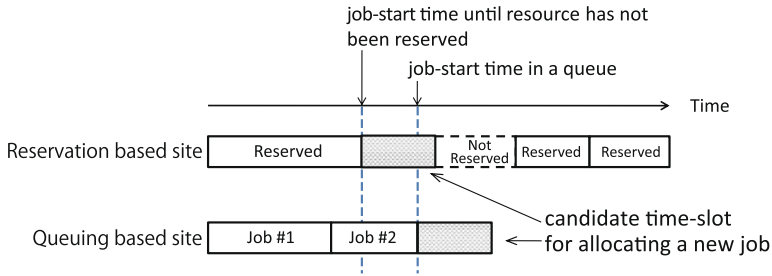 job-start time until resource has not
been reserved
job-start time in a queue
Time
Reservation based site
Reserved
Not
Reserved
Reserved
Reserved
Queuing based site
Job #1
Job #2
candidate time-slot
for allocating a new job